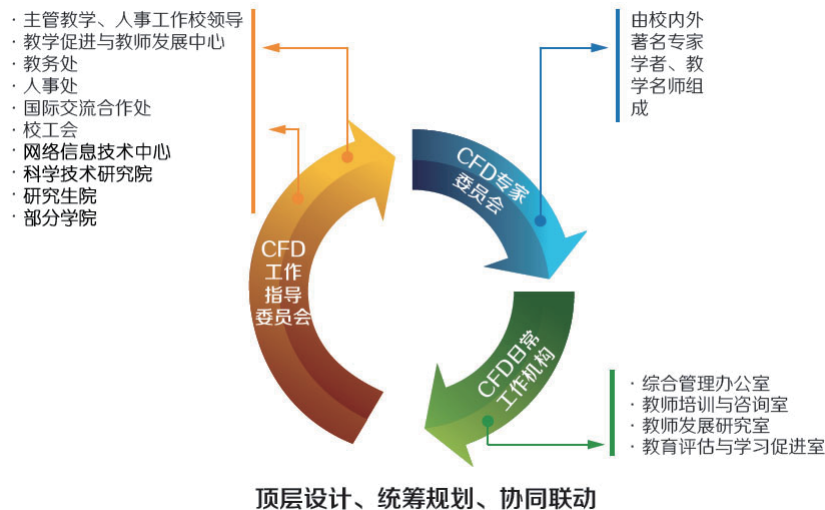 · 主管教学、人事工作校领导
· 教学促进与教师发展中心
· 教务处
· 人事处
· 国际交流合作处
· 校工会
· 网络信息技术中心
· 科学技术研究院
· 研究生院
· 部分学院
由校内外
著名专家
学者、教
学名师组
成
CFD专家
委员会
CFD
工作
指导
委员会
CFD日常
工作机构
· 综合管理办公室
· 教师培训与咨询室
· 教师发展研究室
· 教育评估与学习促进室
顶层设计、统筹规划、协同联动